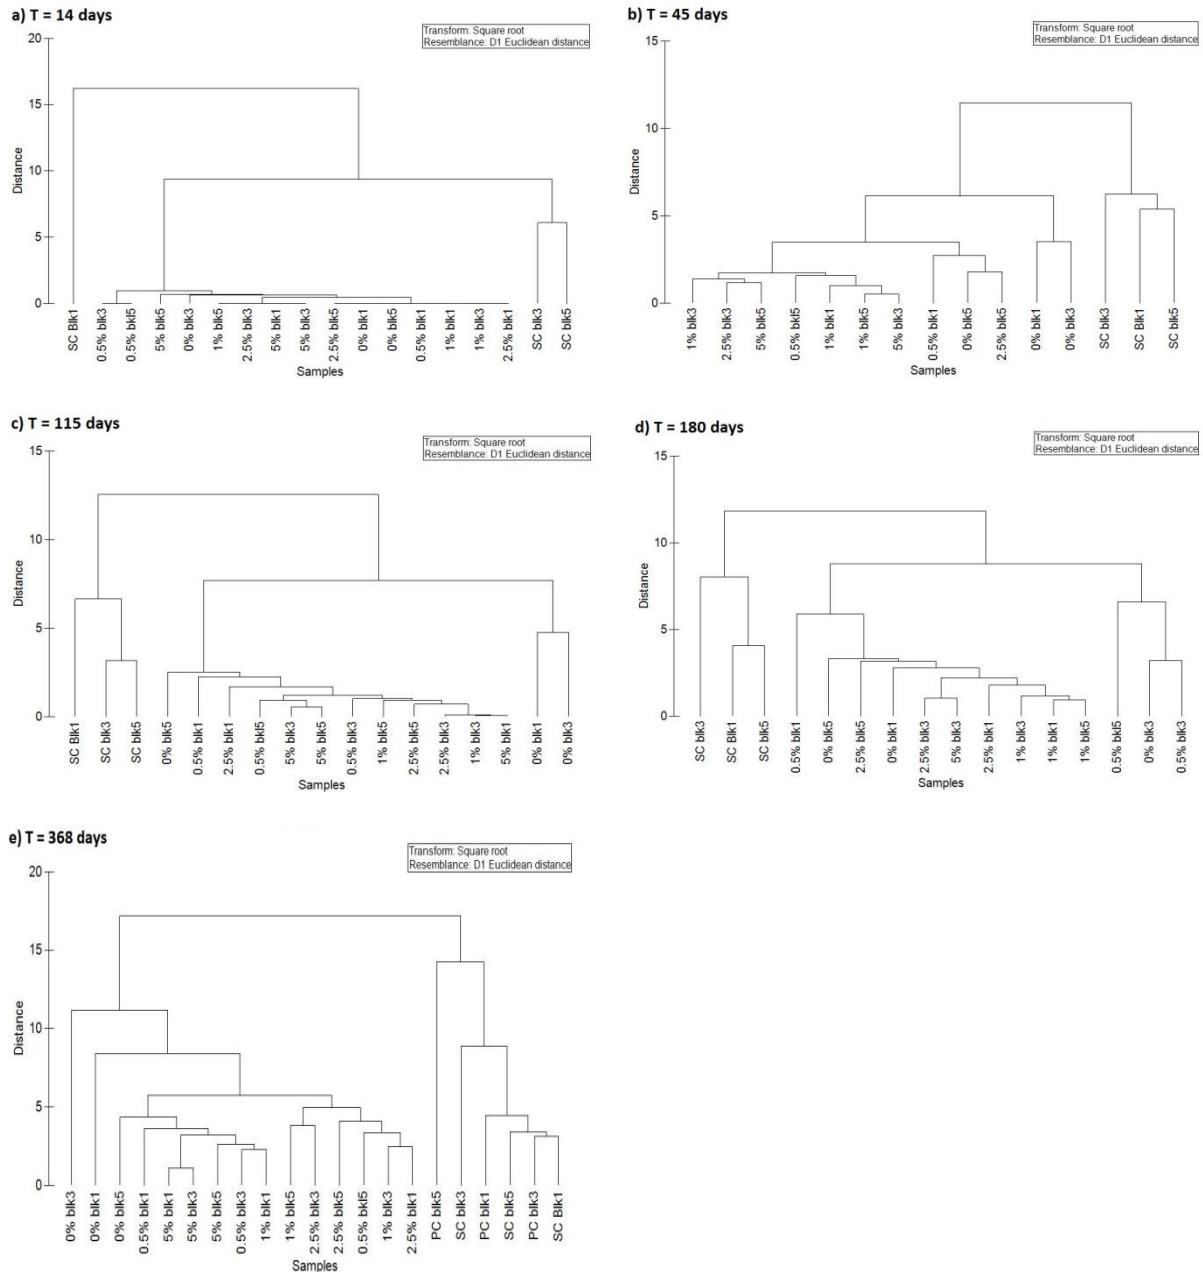 a) T = 14 days
Transform: Square root
Resemblance: D1 Euclidean distance
20
15
10
5
0
Distance
SC Blk1
0.5% blk3
0.5% bkl5
5% blk5
0% blk3
1% blk5
2.5% blk3
5% blk1
5% blk3
2.5% blk5
0% blk1
0% blk5
0.5% blk1
1% blk1
1% blk3
2.5% blk1
SC blk3
SC blk5
Samples
b) T = 45 days
Transform: Square root
Resemblance: D1 Euclidean distance
15
10
5
0
Distance
1% blk3
2.5% blk3
5% blk5
0.5% bkl5
1% blk1
1% blk5
5% blk3
0.5% blk1
0% blk5
2.5% blk5
0% blk1
0% blk3
SC blk3
SC Blk1
SC blk5
Samples
c) T = 115 days
Transform: Square root
Resemblance: D1 Euclidean distance
15
10
5
0
Distance
SC Blk1
SC blk3
SC blk5
0% blk5
0.5% blk1
2.5% blk1
0.5% bkl5
5% blk3
5% blk5
0.5% blk3
1% blk5
2.5% blk5
2.5% blk3
1% blk3
5% blk1
0% blk1
0% blk3
Samples
d) T = 180 days
Transform: Square root
Resemblance: D1 Euclidean distance
15
10
5
0
Distance
SC blk3
SC Blk1
SC blk5
0.5% blk1
0% blk5
2.5% blk5
0% blk1
2.5% blk3
5% blk3
2.5% blk1
1% blk3
1% blk1
1% blk5
0.5% bkl5
0% blk3
0.5% blk3
Samples
e) T = 368 days
Transform: Square root
Resemblance: D1 Euclidean distance
20
15
10
5
0
Distance
0% blk3
0% blk1
0% blk5
0.5% blk1
5% blk1
5% blk3
5% blk5
0.5% blk3
1% blk1
1% blk5
2.5% blk3
2.5% blk5
0.5% bkl5
1% blk3
2.5% blk1
PC blk5
SC blk3
PC blk1
SC blk5
PC blk3
SC Blk1
Samples